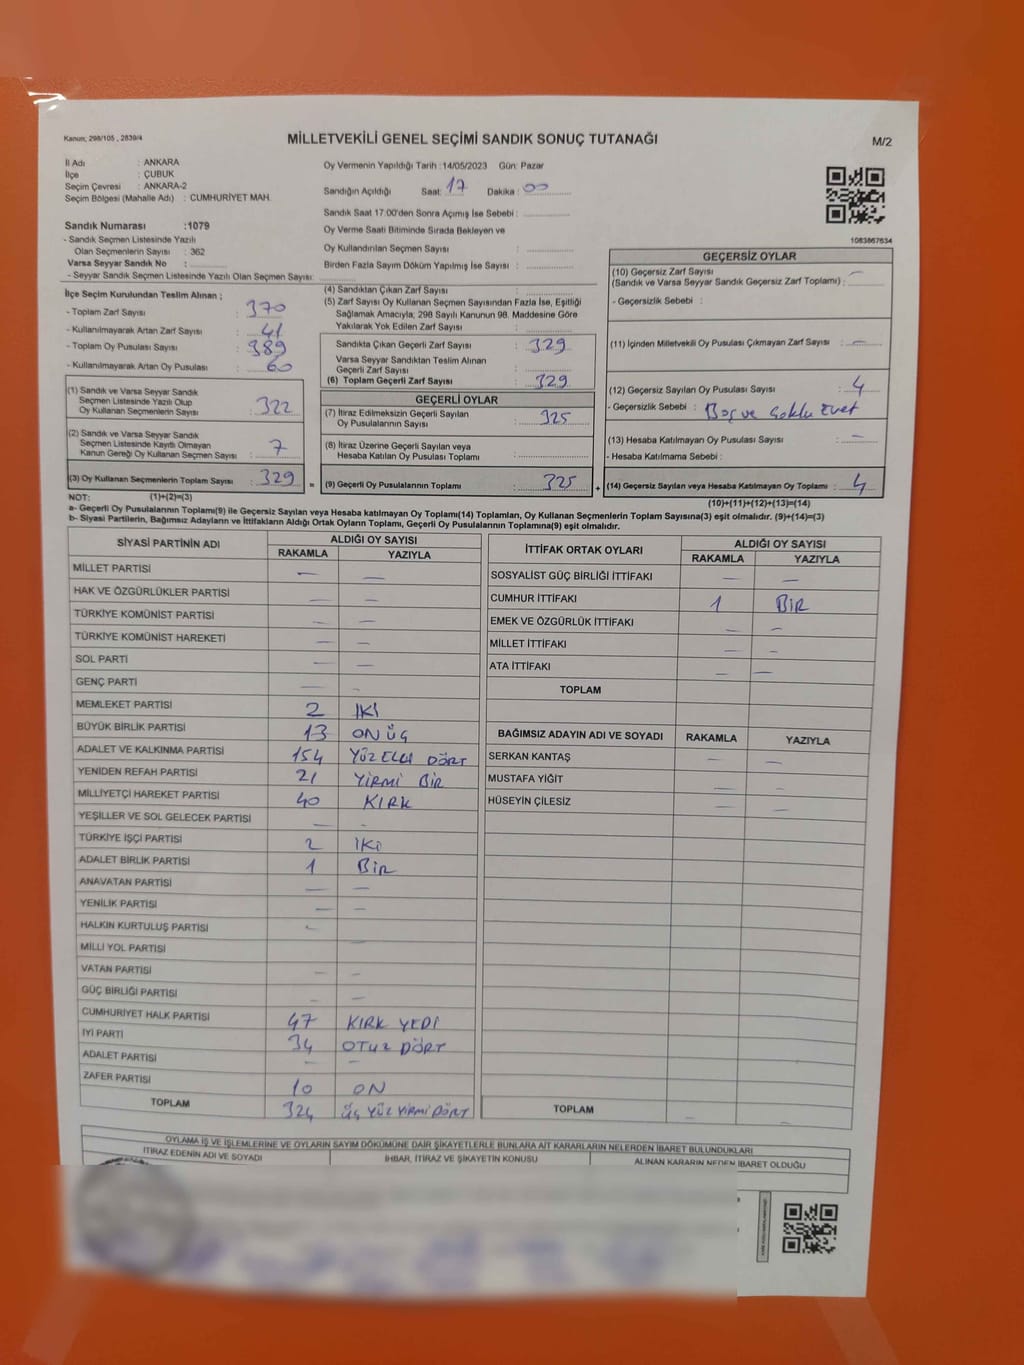 Kanun; 298/105 , 2839/4
MİLLETVEKİLİ GENEL SEÇİMİ SANDIK SONUÇ TUTANAĞI
M/2
İl Adı : ANKARA
İlçe : ÇUBUK
Seçim Çevresi : ANKARA-2
Seçim Bölgesi (Mahalle Adı) : CUMHURİYET MAH.
Sandık Numarası :1079
- Sandık Seçmen Listesinde Yazılı
Olan Seçmenlerin Sayısı : 362
Varsa Seyyar Sandık No :
- Seyyar Sandık Seçmen Listesinde Yazılı Olan Seçmen Sayısı:
Oy Vermenin Yapıldığı Tarih :14/05/2023 Gün: Pazar
Sandığın Açıldığı Saat: 17 Dakika : 00
Sandık Saat 17.00'den Sonra Açımış İse Sebebi :
Oy Verme Saati Bitiminde Sırada Bekleyen ve
Oy Kullandırılan Seçmen Sayısı :
Birden Fazla Sayım Döküm Yapılmış İse Sayısı :
1083867634
İlçe Seçim Kurulundan Teslim Alınan ;
- Toplam Zarf Sayısı : 370
- Kullanılmayarak Artan Zarf Sayısı : 41
- Toplam Oy Pusulası Sayısı : 389
- Kullanılmayarak Artan Oy Pusulası : 60
(1) Sandık ve Varsa Seyyar Sandık
Seçmen Listesinde Yazılı Olup
Oy Kullanan Seçmenlerin Sayısı : 322
(2) Sandık ve Varsa Seyyar Sandık
Seçmen Listesinde Kayıtlı Olmayan
Kanun Gereği Oy Kullanan Seçmen Sayısı : 7
(3) Oy Kullanan Seçmenlerin Toplam Sayısı : 329
(4) Sandıktan Çıkan Zarf Sayısı :
(5) Zarf Sayısı Oy Kullanan Seçmen Sayısından Fazla İse, Eşitliği
Sağlamak Amacıyla; 298 Sayılı Kanunun 98. Maddesine Göre
Yakılarak Yok Edilen Zarf Sayısı :
Sandıkta Çıkan Geçerli Zarf Sayısı : 329
Varsa Seyyar Sandıktan Teslim Alınan
Geçerli Zarf Sayısı :
(6) Toplam Geçerli Zarf Sayısı : 329
GEÇERLİ OYLAR
(7) İtiraz Edilmeksizin Geçerli Sayılan
Oy Pusulalarının Sayısı : 325
(8) İtiraz Üzerine Geçerli Sayılan veya
Hesaba Katılan Oy Pusulası Toplamı :
= (9) Geçerli Oy Pusulalarının Toplamı : 325 +
GEÇERSİZ OYLAR
(10) Geçersiz Zarf Sayısı
(Sandık ve Varsa Seyyar Sandık Geçersiz Zarf Toplamı) : —
- Geçersizlik Sebebi :
(11) İçinden Milletvekili Oy Pusulası Çıkmayan Zarf Sayısı : —
(12) Geçersiz Sayılan Oy Pusulası Sayısı : 4
- Geçersizlik Sebebi : Boş ve Çoklu Evet
(13) Hesaba Katılmayan Oy Pusulası Sayısı : —
- Hesaba Katılmama Sebebi :
(14) Geçersiz Sayılan veya Hesaba Katılmayan Oy Toplamı : 4
NOT: (1)+(2)=(3)
(10)+(11)+(12)+(13)=(14)
a- Geçerli Oy Pusulalarının Toplamı(9) ile Geçersiz Sayılan veya Hesaba katılmayan Oy Toplamı(14) Toplamları, Oy Kullanan Seçmenlerin Toplam Sayısına(3) eşit olmalıdır. (9)+(14)=(3)
b- Siyasi Partilerin, Bağımsız Adayların ve İttifakların Aldığı Ortak Oyların Toplamı, Geçerli Oy Pusulalarının Toplamına(9) eşit olmalıdır.
SİYASİ PARTİNİN ADI ALDIĞI OY SAYISI
RAKAMLA YAZIYLA
MİLLET PARTİSİ — —
HAK VE ÖZGÜRLÜKLER PARTİSİ — —
TÜRKİYE KOMÜNİST PARTİSİ — —
TÜRKİYE KOMÜNİST HAREKETİ — —
SOL PARTİ — —
GENÇ PARTİ — -
MEMLEKET PARTİSİ 2 İKİ
BÜYÜK BİRLİK PARTİSİ 13 ONÜÇ
ADALET VE KALKINMA PARTİSİ 154 YÜZ ELLİ DÖRT
YENİDEN REFAH PARTİSİ 21 YİRMİ BİR
MİLLİYETÇİ HAREKET PARTİSİ 40 KIRK
YEŞİLLER VE SOL GELECEK PARTİSİ — -
TÜRKİYE İŞÇİ PARTİSİ 2 İKİ
ADALET BİRLİK PARTİSİ 1 BİR
ANAVATAN PARTİSİ — —
YENİLİK PARTİSİ — —
HALKIN KURTULUŞ PARTİSİ -
MİLLİ YOL PARTİSİ —
VATAN PARTİSİ — —
GÜÇ BİRLİĞİ PARTİSİ — —
CUMHURİYET HALK PARTİSİ 47 KIRK YEDİ
İYİ PARTİ 34 OTUZ DÖRT
ADALET PARTİSİ — —
ZAFER PARTİSİ 10 ON
TOPLAM 324 ÜÇ YÜZ YİRMİ DÖRT
İTTİFAK ORTAK OYLARI ALDIĞI OY SAYISI
RAKAMLA YAZIYLA
SOSYALİST GÜÇ BİRLİĞİ İTTİFAKI — —
CUMHUR İTTİFAKI 1 BİR
EMEK VE ÖZGÜRLÜK İTTİFAKI — —
MİLLET İTTİFAKI — —
ATA İTTİFAKI — —
TOPLAM
BAĞIMSIZ ADAYIN ADI VE SOYADI RAKAMLA YAZIYLA
SERKAN KANTAŞ — —
MUSTAFA YİĞİT — —
HÜSEYİN ÇİLESİZ — —
TOPLAM — —
OYLAMA İŞ VE İŞLEMLERİNE VE OYLARIN SAYIM DÖKÜMÜNE DAİR ŞİKAYETLERLE BUNLARA AİT KARARLARIN NELERDEN İBARET BULUNDUKLARI
İTİRAZ EDENİN ADI VE SOYADI İHBAR, İTİRAZ VE ŞİKAYETİN KONUSU ALINAN KARARIN NEDEN İBARET OLDUĞU